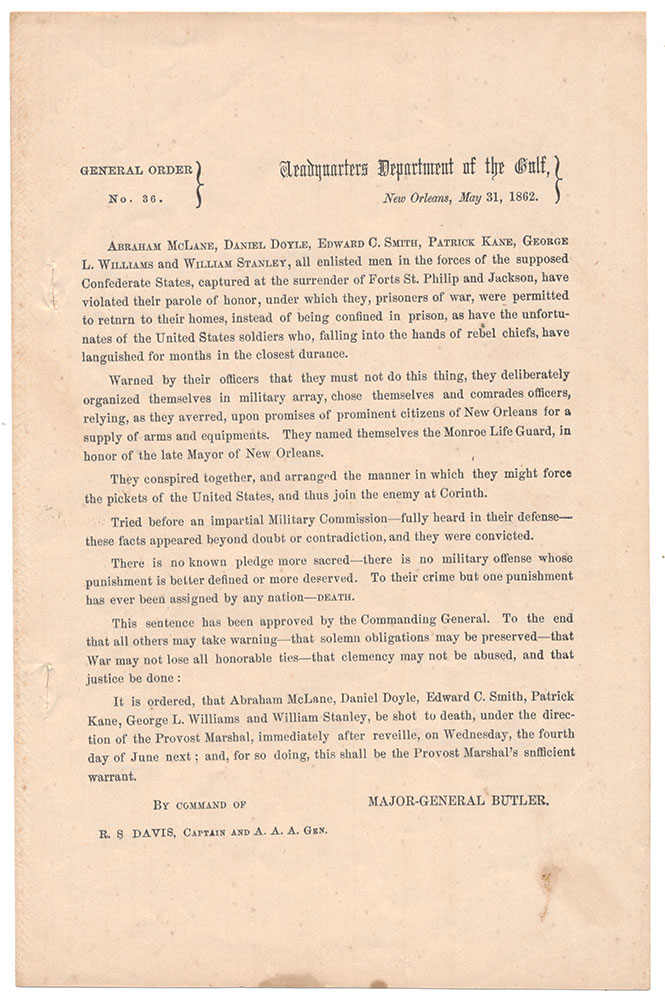 GENERAL ORDER } Headquarters Department of the Gulf, }
No. 36. New Orleans, May 31, 1862.
ABRAHAM MCLANE, DANIEL DOYLE, EDWARD C. SMITH, PATRICK KANE, GEORGE
L. WILLIAMS and WILLIAM STANLEY, all enlisted men in the forces of the supposed
Confederate States, captured at the surrender of Forts St. Philip and Jackson, have
violated their parole of honor, under which they, prisoners of war, were permitted
to retnrn to their homes, instead of being confined in prison, as have the unfortu-
nates of the United States soldiers who, falling into the hands of rebel chiefs, have
languished for months in the closest durance.
Warned by their officers that they must not do this thing, they deliberately
organized themselves in military array, chose themselves and comrades officers,
relying, as they averred, upon promises of prominent citizens of New Orleans for a
supply of arms and equipments. They named themselves the Monroe Life Guard, in
honor of the late Mayor of New Orleans.
They conspired together, and arranged the manner in which they might force
the pickets of the United States, and thus join the enemy at Corinth.
Tried before an impartial Military Commission—fully heard in their defense—
these facts appeared beyond doubt or contradiction, and they were convicted.
There is no known pledge more sacred—there is no military offense whose
punishment is better defined or more deserved. To their crime but one punishment
has ever been assigned by any nation—DEATH.
This sentence has been approved by the Commanding General. To the end
that all others may take warning—that solemn obligations may be preserved—that
War may not lose all honorable ties—that clemency may not be abused, and that
justice be done :
It is ordered, that Abraham McLane, Daniel Doyle, Edward C. Smith, Patrick
Kane, George L. Williams and William Stanley, be shot to death, under the direc-
tion of the Provost Marshal, immediately after reveille, on Wednesday, the fourth
day of June next ; and, for so doing, this shall be the Provost Marshal's snfficient
warrant.
BY COMMAND OF MAJOR-GENERAL BUTLER.
R. S DAVIS, CAPTAIN AND A. A. A. GEN.